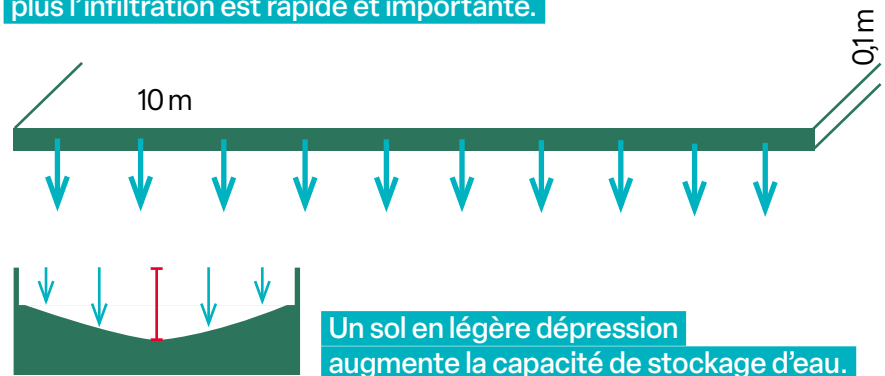 plus l'infiltration est rapide et importante.
10 m
0,1 m
Un sol en légère dépression
augmente la capacité de stockage d'eau.